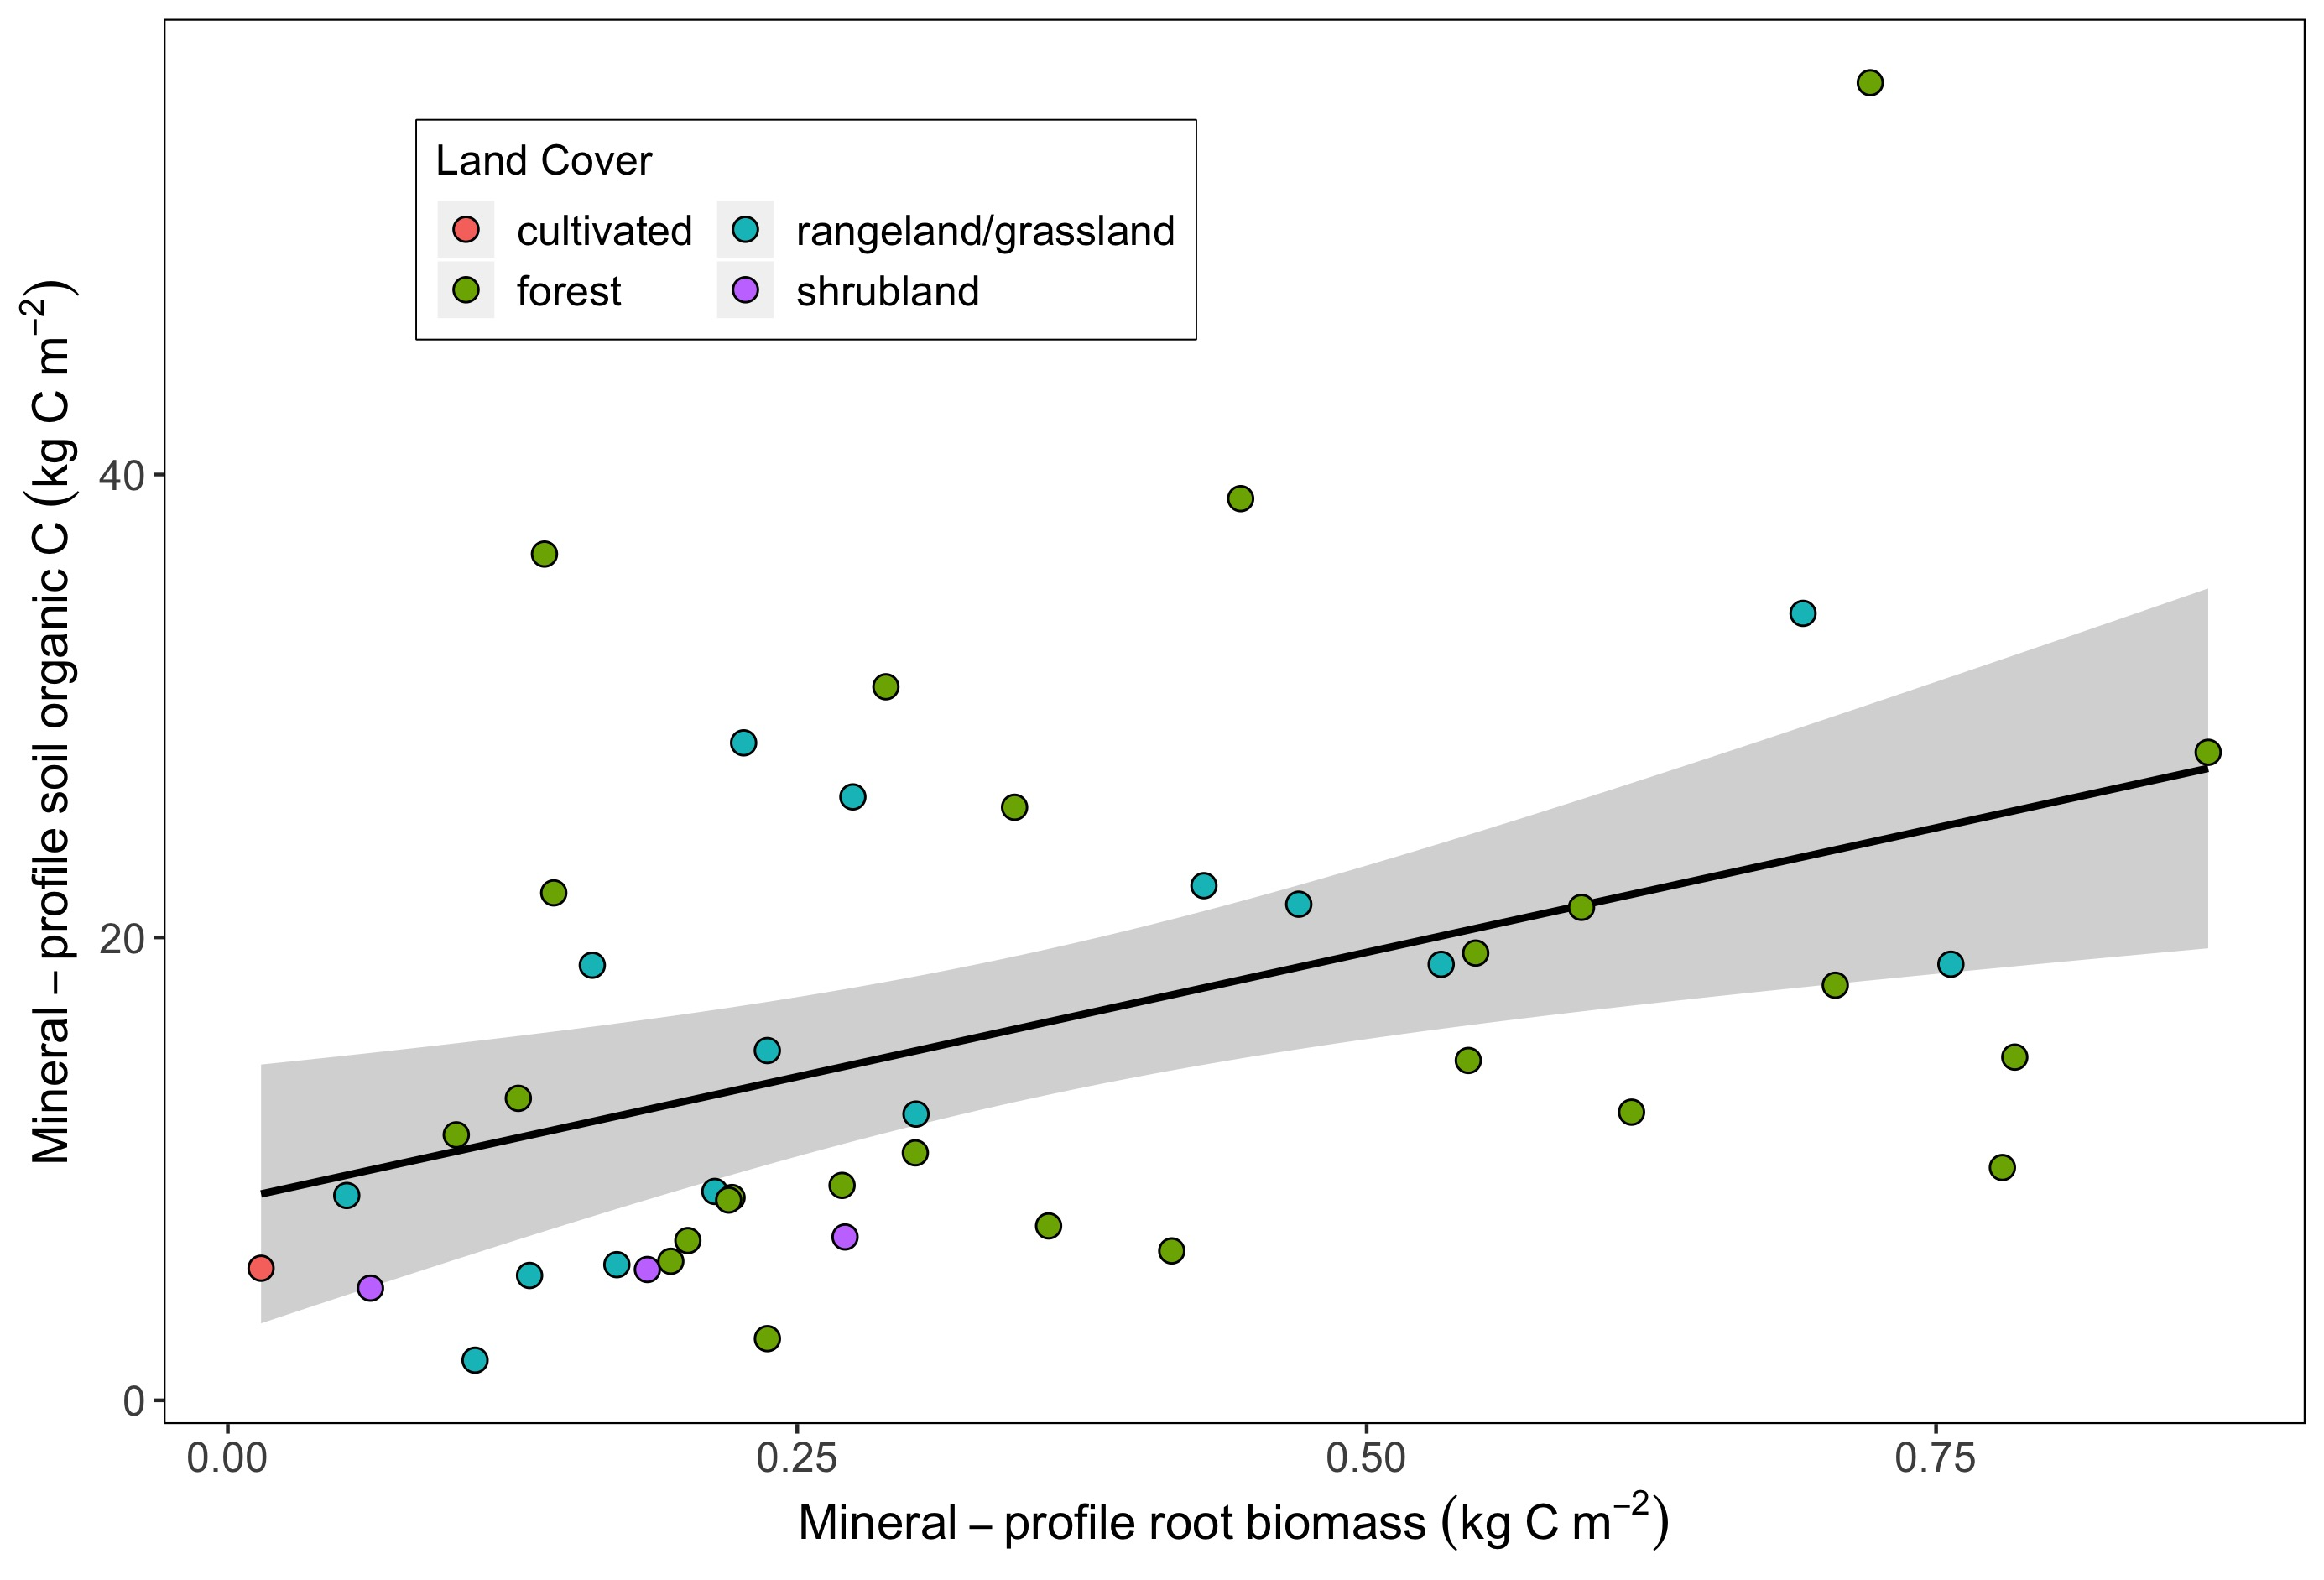 Land Cover
cultivated
rangeland/grassland
forest
shrubland
Mineral – profile soil organic C (kg C m⁻²)
40
20
0
0.00
0.25
0.50
0.75
Mineral – profile root biomass (kg C m⁻²)